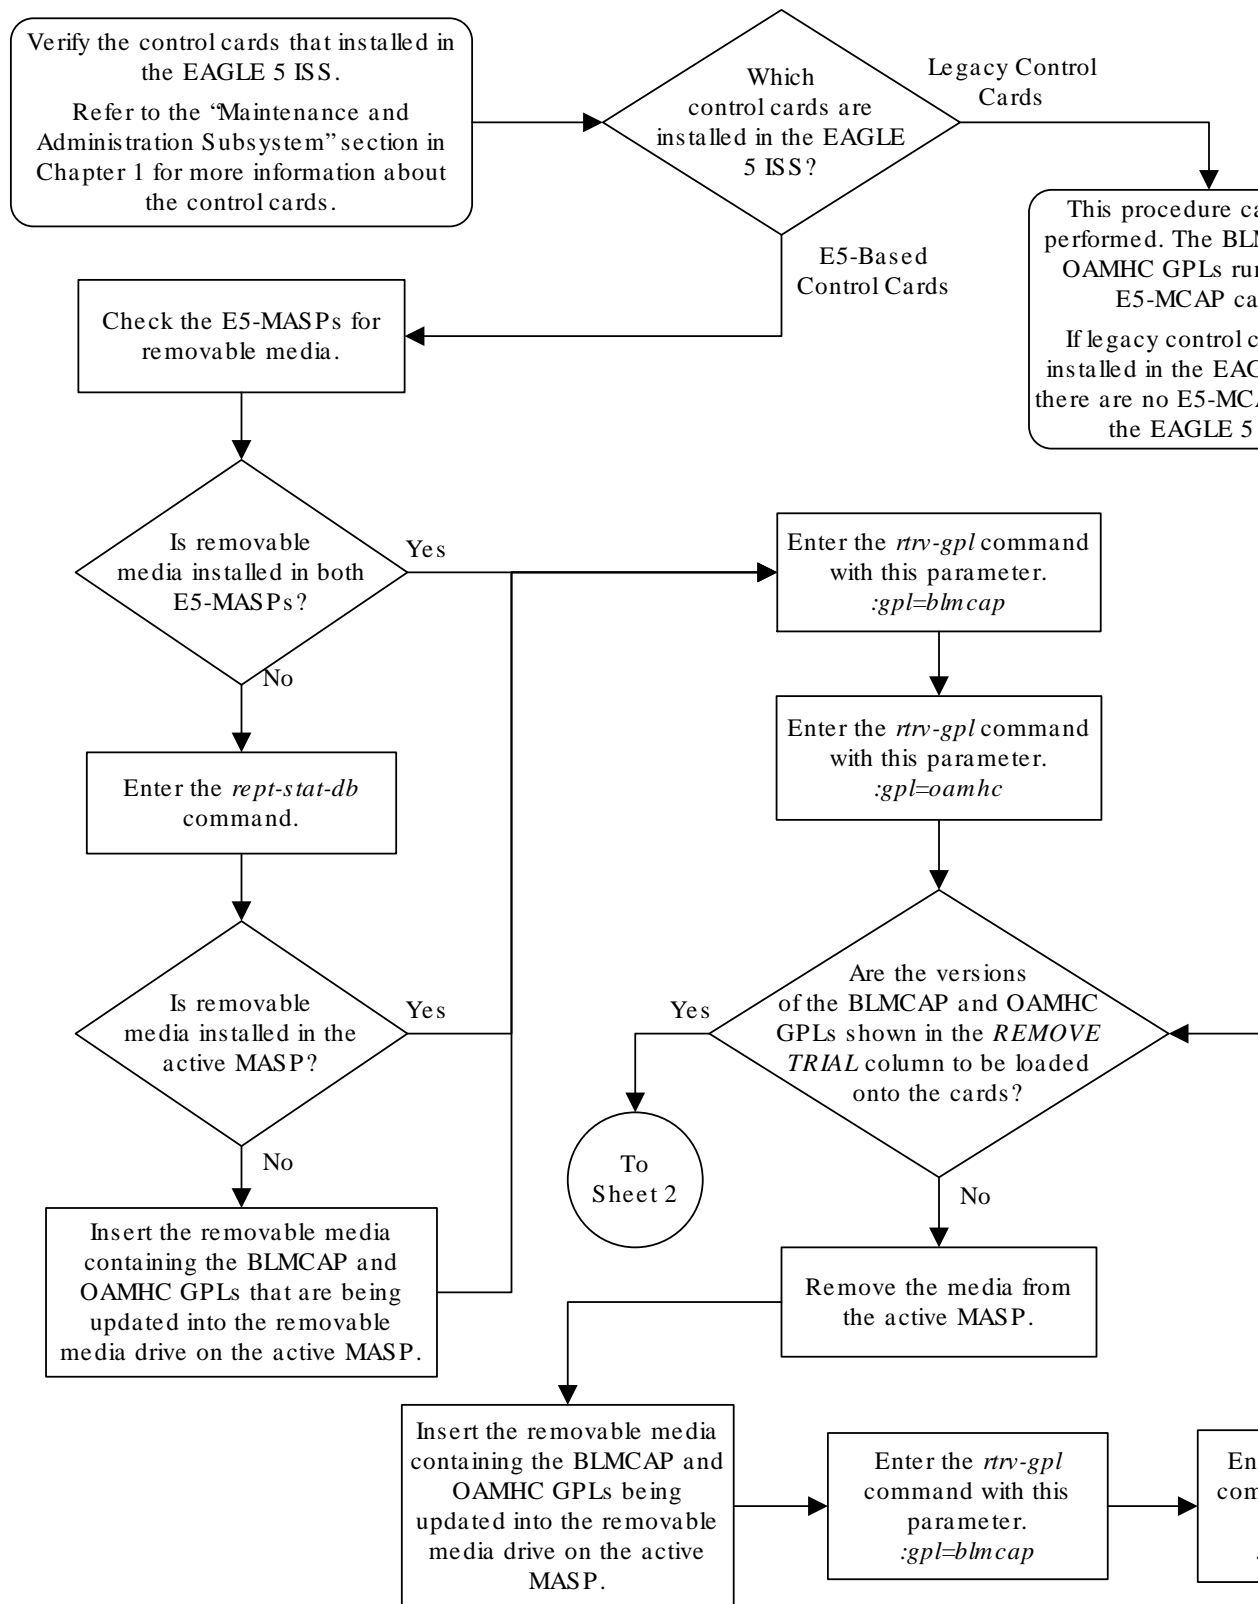 Verify the control cards that installed in
the EAGLE 5 ISS.
Refer to the “Maintenance and
Administration Subsystem” section in
Chapter 1 for more information about
the control cards.
Which
control cards are
installed in the EAGLE
5 ISS?
Legacy Control
Cards
This procedure
performed. The
OAMHC GPLs
E5-MCAP
If legacy control
installed in the
there are no
the EAGLE 5
E5-Based
Control Cards
Check the E5-MASPs for
removable media.
Is removable
media installed in both
E5-MASPs?
Yes
No
Enter the rtrv-gpl command
with this parameter.
:gpl=blmcap
Enter the rtrv-gpl command
with this parameter.
:gpl=oamhc
Enter the rept-stat-db
command.
Is removable
media installed in the
active MASP?
Yes
No
Are the versions
of the BLMCAP and OAMHC
GPLs shown in the REMOVE
TRIAL column to be loaded
onto the cards?
Yes
No
To
Sheet 2
Insert the removable media
containing the BLMCAP and
OAMHC GPLs that are being
updated into the removable
media drive on the active MASP.
Remove the media from
the active MASP.
Insert the removable media
containing the BLMCAP and
OAMHC GPLs being
updated into the removable
media drive on the active
MASP.
Enter the rtrv-gpl
command with this
parameter.
:gpl=blmcap